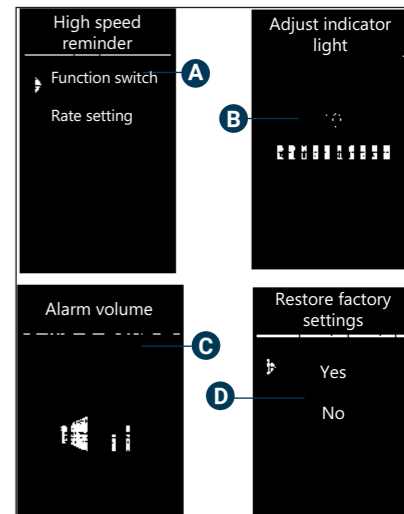 High speed
reminder
Function switch
A
Rate setting
Adjust indicator
light
B
Alarm volume
C
Restore factory
settings
Yes
D
No